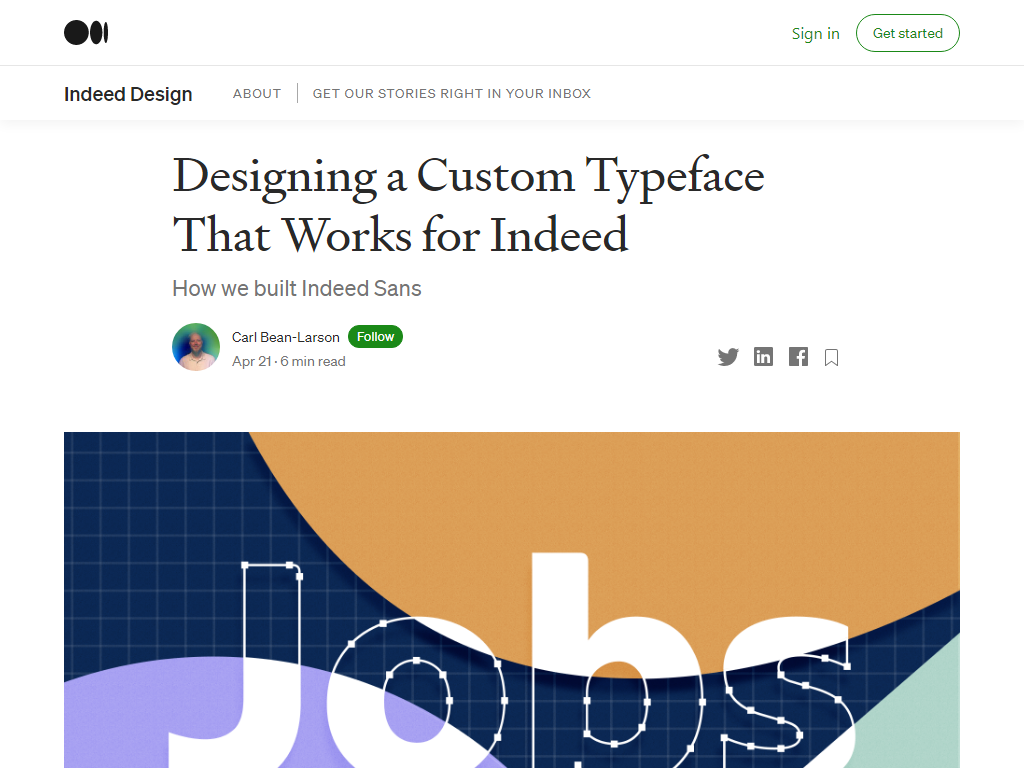 Sign in
Get started
Indeed Design
ABOUT
GET OUR STORIES RIGHT IN YOUR INBOX
Designing a Custom Typeface
That Works for Indeed
How we built Indeed Sans
Carl Bean-Larson
Follow
Apr 21 · 6 min read
Jobs